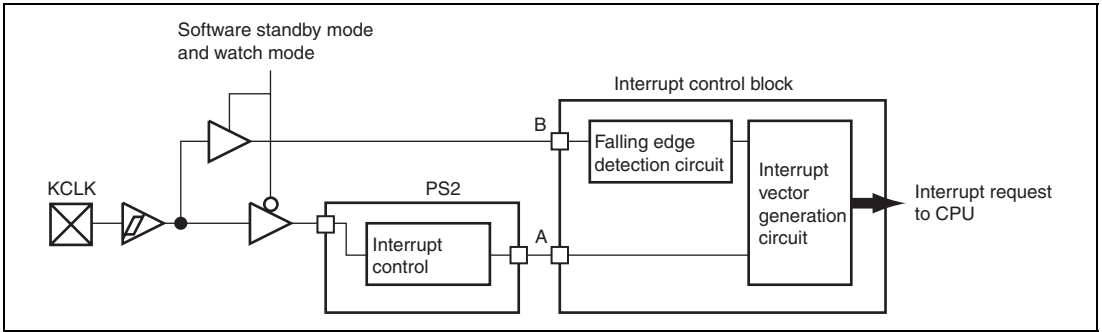 Software standby mode
and watch mode
Interrupt control block
B
Falling edge
detection circuit
KCLK
PS2
Interrupt
vector
generation
circuit
Interrupt request
to CPU
A
Interrupt
control